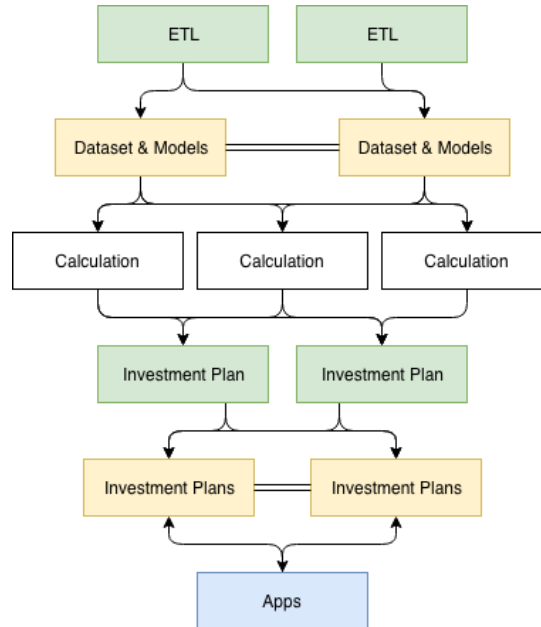 ETL
ETL
Dataset & Models
Dataset & Models
Calculation
Calculation
Calculation
Investment Plan
Investment Plan
Investment Plans
Investment Plans
Apps